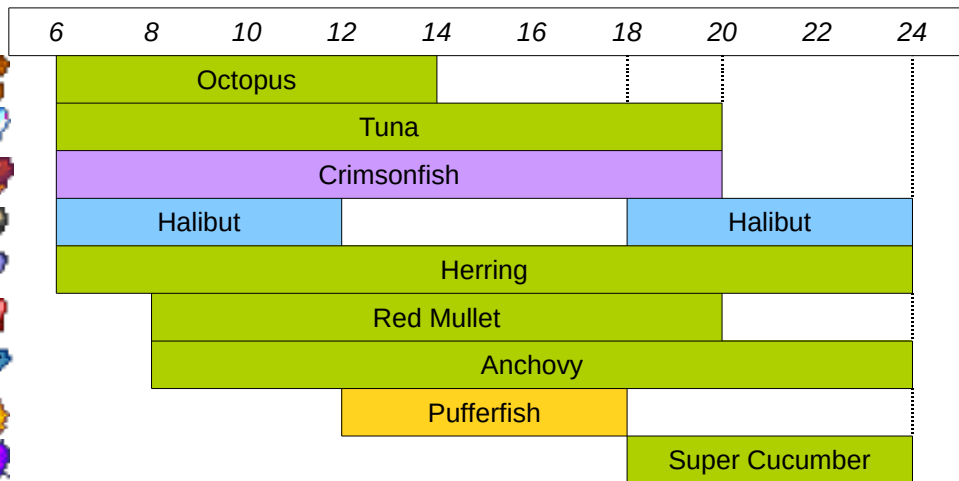 6 8 10 12 14 16 18 20 22 24
Octopus
Tuna
Crimsonfish
Halibut Halibut
Herring
Red Mullet
Anchovy
Pufferfish
Super Cucumber